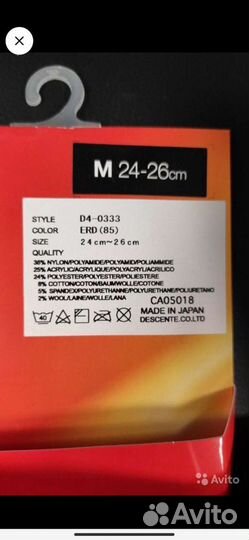 M 24-26cm
STYLE D4-0333
COLOR ERD(85)
SIZE 24cm~26cm
QUALITY
36% NYLON/POLYAMIDE/POLYAMID/POLIAMMIDE
25% ACRYLIC/ACRYLIQUE/POLYACRYL/ACRILICO
24% POLYESTER/POLYESTER/POLIESTERE
8% COTTON/COTON/BAUMWOLLE/COTONE
5% SPANDEX/POLYURETHANNE/POLYURETHAN/POLIURETANO
2% WOOL/LAINE/WOLLE/LANA
CA05018
40
MADE IN JAPAN
DESCENTE.CO.LTD
Avito
Avito